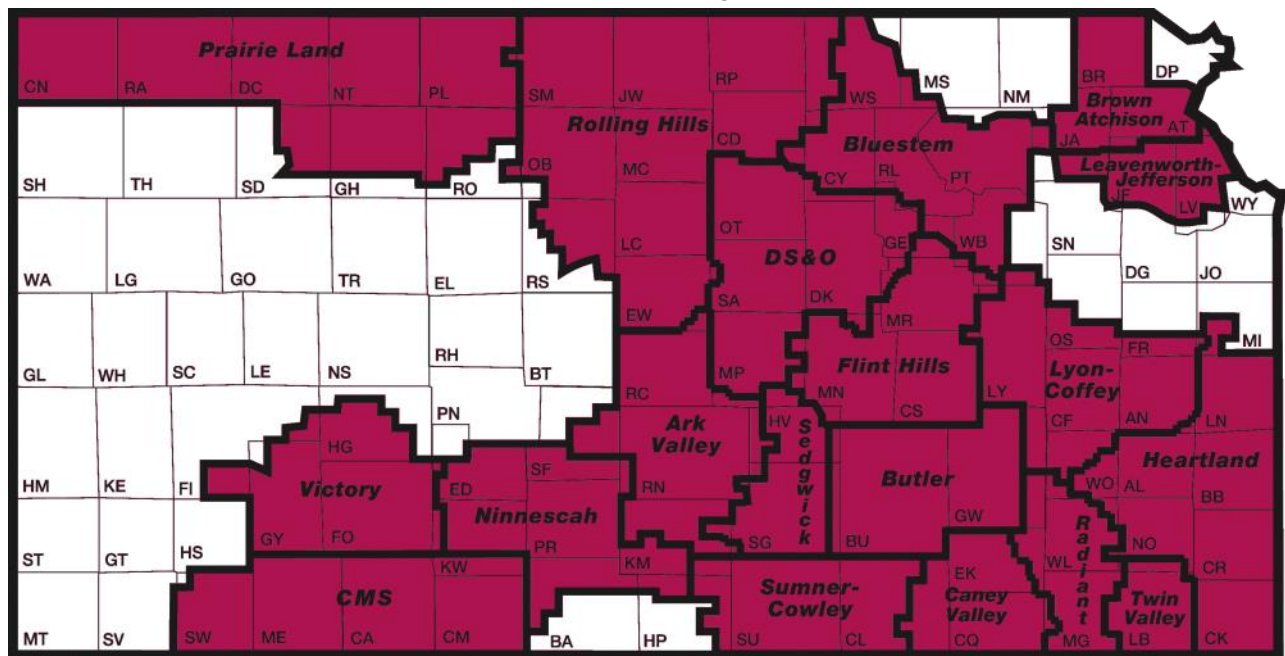 Prairie Land
CN
RA
DC
NT
PL
SM
JW
RP
Rolling Hills
CD
WS
MS
NM
BR
DP
Brown
Atchison
AT
JA
Bluestem
Leavenworth-
Jefferson
JF
LV
WY
SH
TH
SD
GH
RO
OB
MC
CY
RL
PT
WA
LG
GO
TR
EL
RS
LC
OT
DS&O
GE
WB
SN
DG
JO
EW
SA
DK
MR
OS
FR
MI
GL
WH
SC
LE
NS
RH
BT
RC
MP
MN
Flint Hills
CS
LY
Lyon-
Coffey
AN
LN
PN
Ark
Valley
HV
Sedgwick
CF
HG
HM
KE
FI
Victory
ED
SF
RN
Butler
WO
AL
Heartland
BB
GY
FO
Ninnescah
PR
SG
BU
GW
Radiant
NO
CR
ST
GT
HS
KW
KM
WL
CMS
Sumner-
Cowley
EK
Caney
Valley
Twin
Valley
MT
SV
SW
ME
CA
CM
BA
HP
SU
CL
CQ
MG
LB
CK